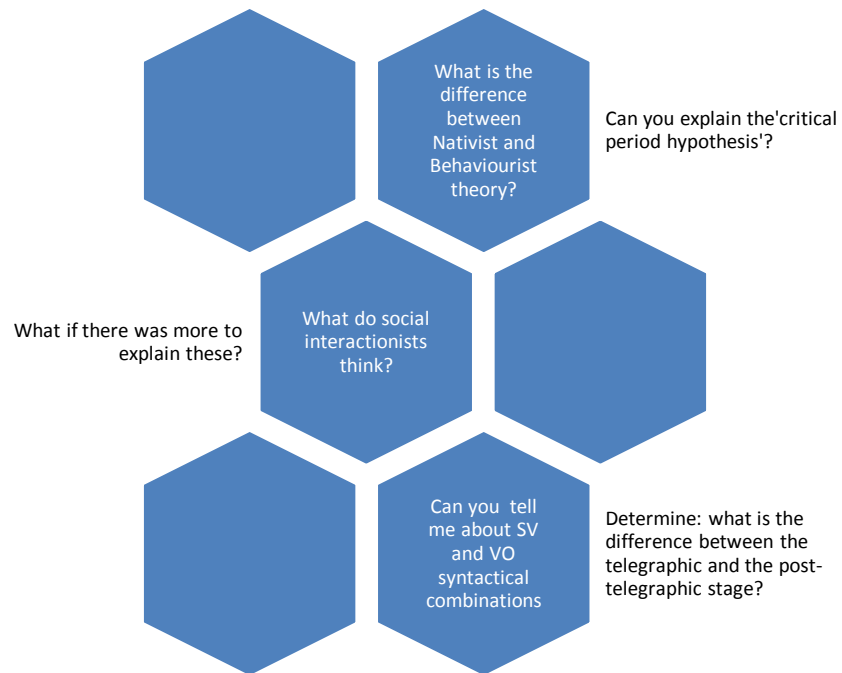 What is the
difference
between
Nativist and
Behaviourist
theory?
Can you explain the'critical
period hypothesis'?
What if there was more to
explain these?
What do social
interactionists
think?
Can you  tell
me about SV
and VO
syntactical
combinations
Determine: what is the
difference between the
telegraphic and the post-
telegraphic stage?